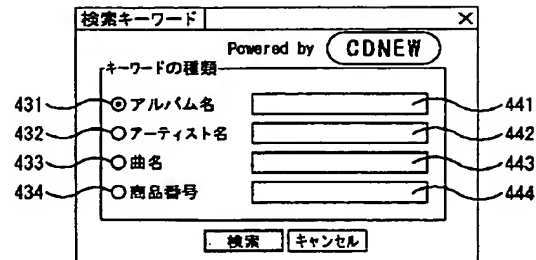 検索キーワード ×
Powered by CDNEW
キーワードの種類
431 アルバム名 441
432 アーティスト名 442
433 曲名 443
434 商品番号 444
検索 キャンセル